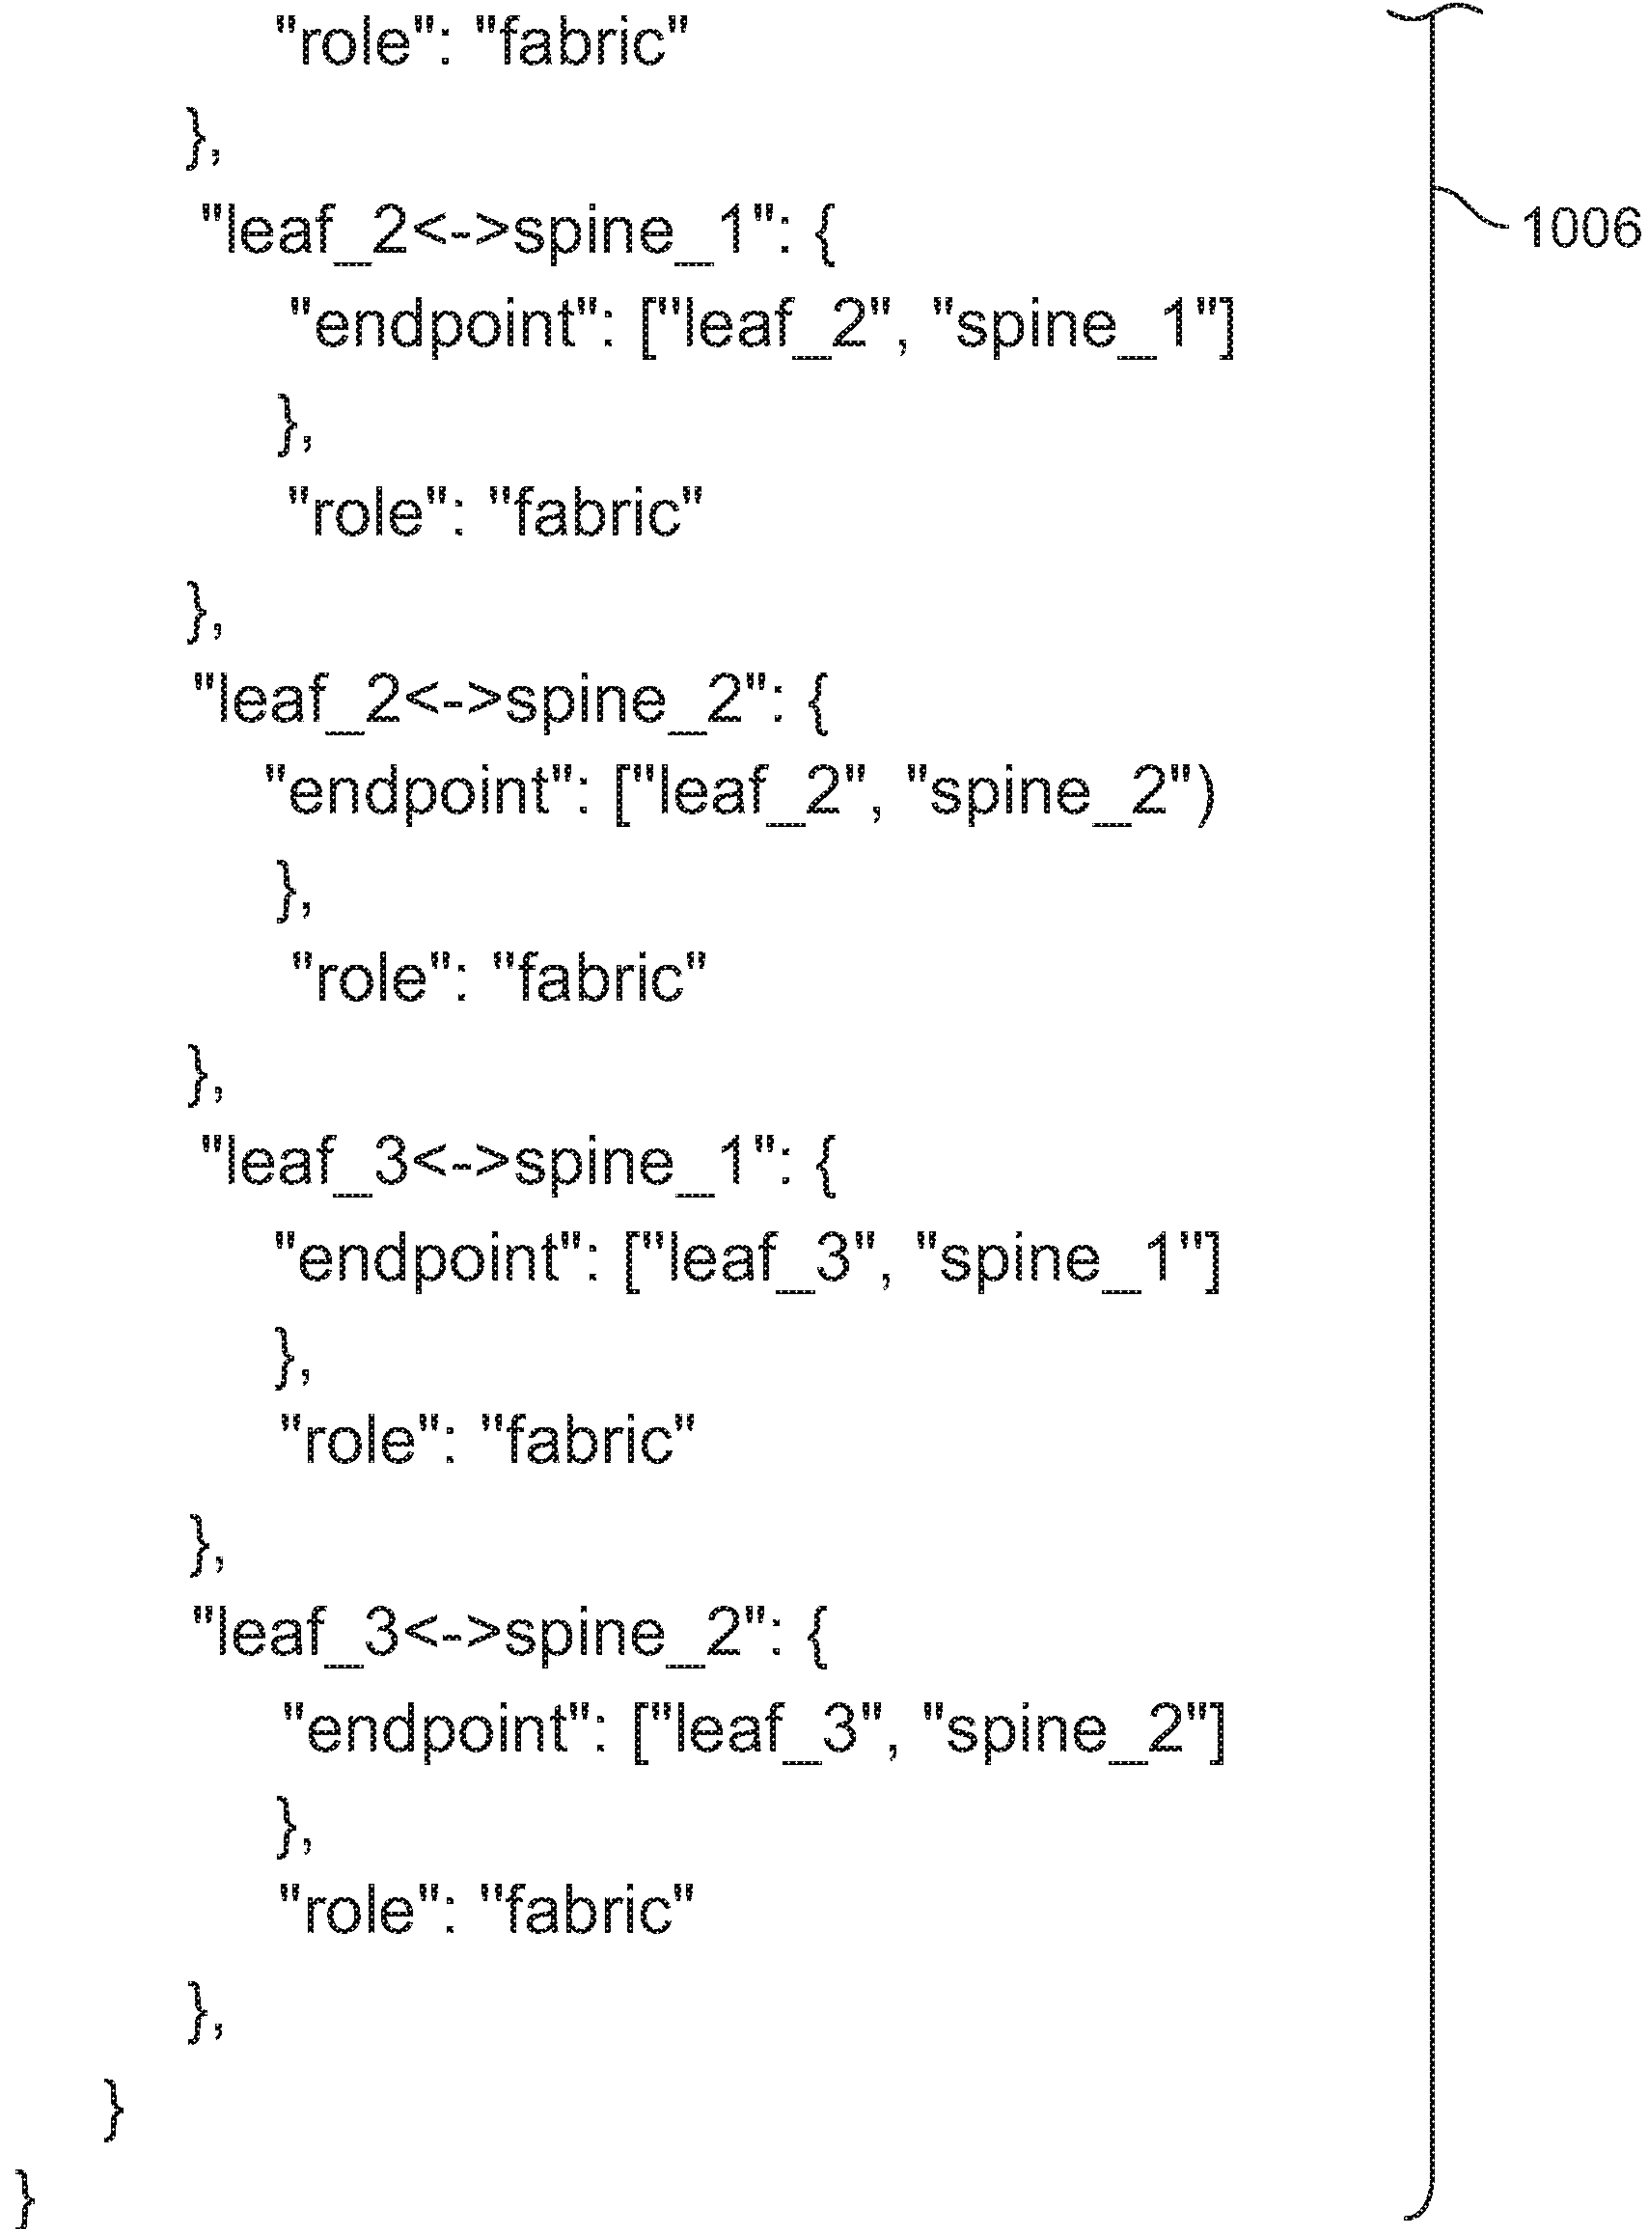 "role": "fabric"
},
"leaf_2<->spine_1": {
1006
"endpoint": ["leaf_2", "spine_1"]
},
"role": "fabric"
},
"leaf_2<->spine_2": {
"endpoint": ["leaf_2", "spine_2")
},
"role": "fabric"
},
"leaf_3<->spine_1": {
"endpoint": ["leaf_3", "spine_1"]
},
"role": "fabric"
},
"leaf_3<->spine_2": {
"endpoint": ["leaf_3", "spine_2"]
},
"role": "fabric"
},
}
}